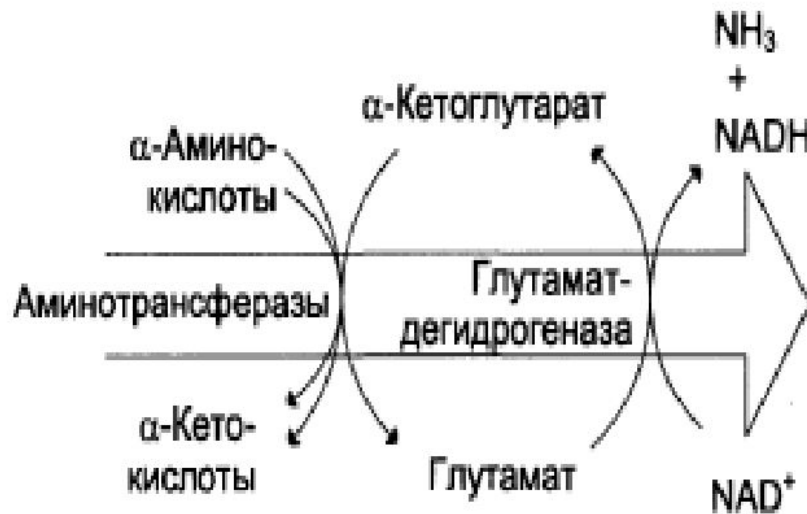 NH₃
+
NADH
α-Кетоглутарат
α-Амино-
кислоты
Аминотрансферазы
Глутамат-
дегидрогеназа
α-Кето-
кислоты
Глутамат
NAD⁺